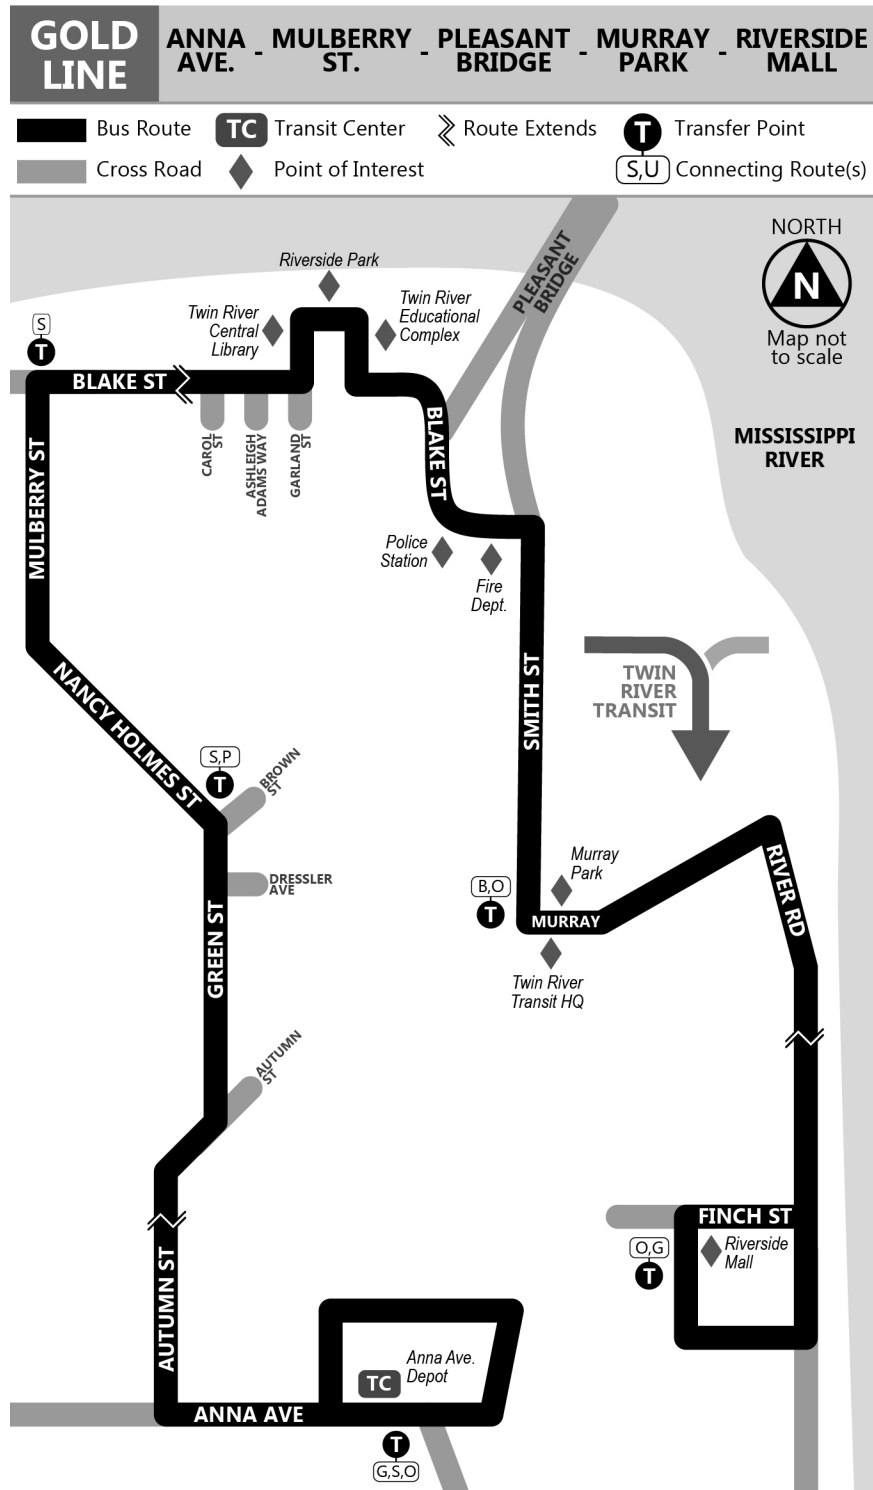 GOLD
LINE
ANNA
AVE.
-
MULBERRY
ST.
-
PLEASANT
BRIDGE
-
MURRAY
PARK
-
RIVERSIDE
MALL
Bus Route
TC
Transit Center
Route Extends
T
Transfer Point
Cross Road
Point of Interest
S,U
Connecting Route(s)
NORTH
N
Map not
to scale
PLEASANT
BRIDGE
Riverside Park
Twin River
Central
Library
Twin River
Educational
Complex
S
T
BLAKE ST
CAROL
ST
ASHLEIGH
ADAMS WAY
GARLAND
ST
BLAKE ST
MISSISSIPPI
RIVER
MULBERRY ST
Police
Station
Fire
Dept.
SMITH ST
TWIN
RIVER
TRANSIT
NANCY HOLMES ST
S,P
T
BROWN
ST
DRESSLER
AVE
GREEN ST
Murray
Park
B,O
T
MURRAY
Twin River
Transit HQ
RIVER RD
AUTUMN
ST
FINCH ST
O,G
T
Riverside
Mall
AUTUMN ST
Anna Ave.
Depot
TC
ANNA AVE
T
G,S,O